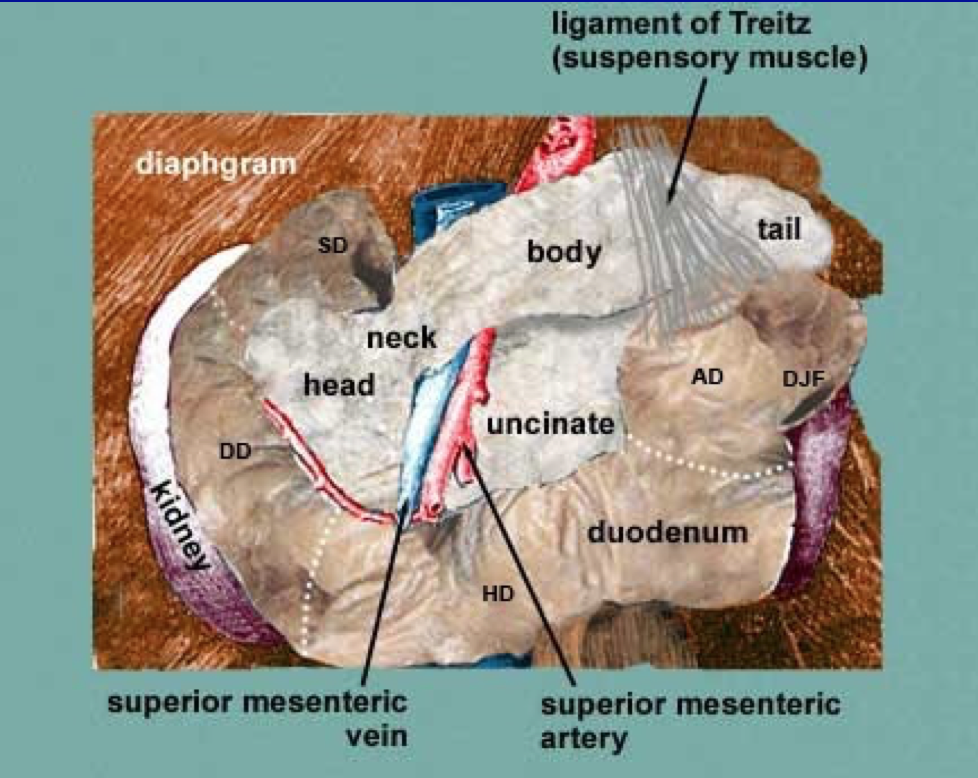 ligament of Treitz
(suspensory muscle)
diaphgram
SD
body
tail
neck
head
AD
DJF
uncinate
DD
kidney
duodenum
HD
superior mesenteric
vein
superior mesenteric
artery